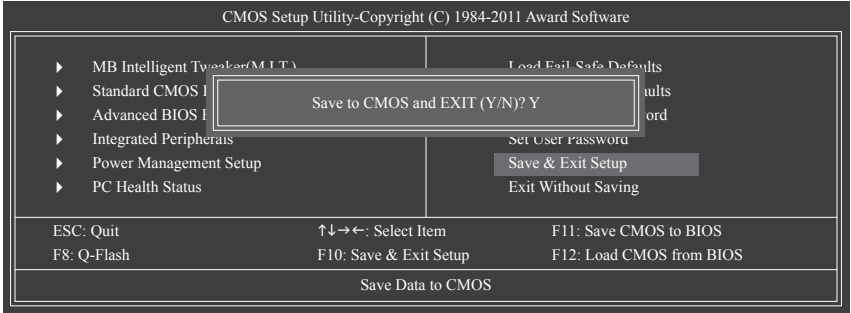 CMOS Setup Utility-Copyright (C) 1984-2011 Award Software
MB Intelligent Tweaker(M.I.T.)
Standard CMOS
Advanced BIOS
Integrated Peripherals
Power Management Setup
PC Health Status
Load Fail-Safe Defaults
Set User Password
Save & Exit Setup
Exit Without Saving
Save to CMOS and EXIT (Y/N)? Y
ESC: Quit
↑↓→←: Select Item
F11: Save CMOS to BIOS
F8: Q-Flash
F10: Save & Exit Setup
F12: Load CMOS from BIOS
Save Data to CMOS